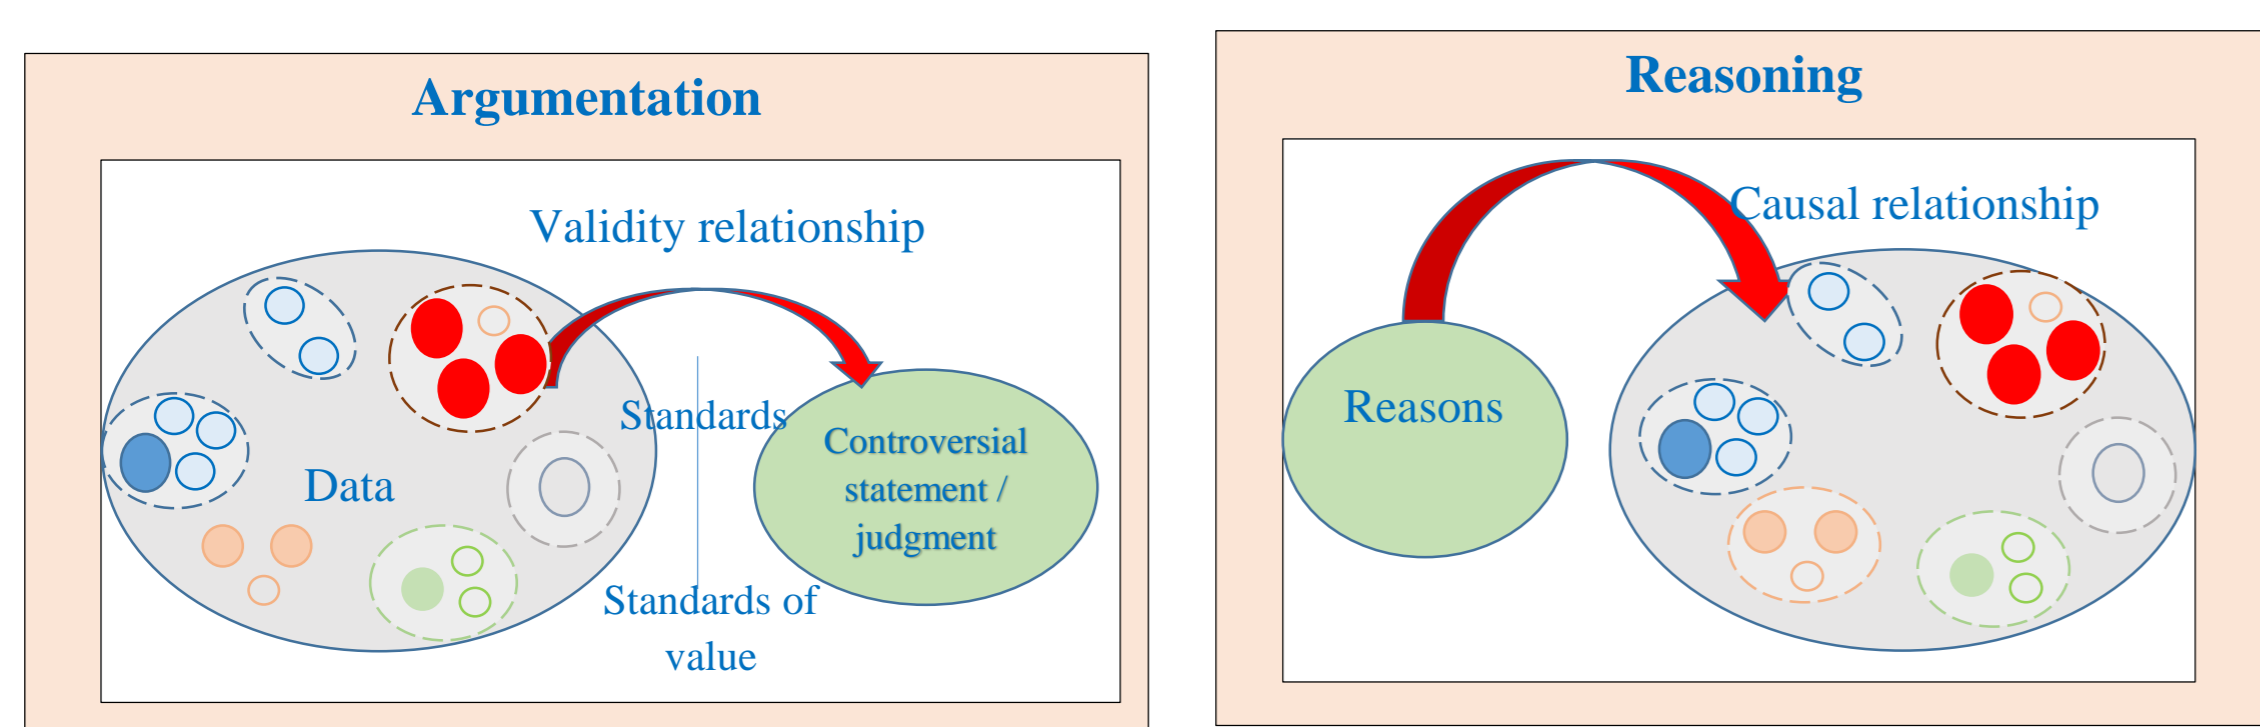 Argumentation
Validity relationship
Standards
Data
Controversial
statement /
judgment
Standards of
value
Reasoning
Causal relationship
Reasons